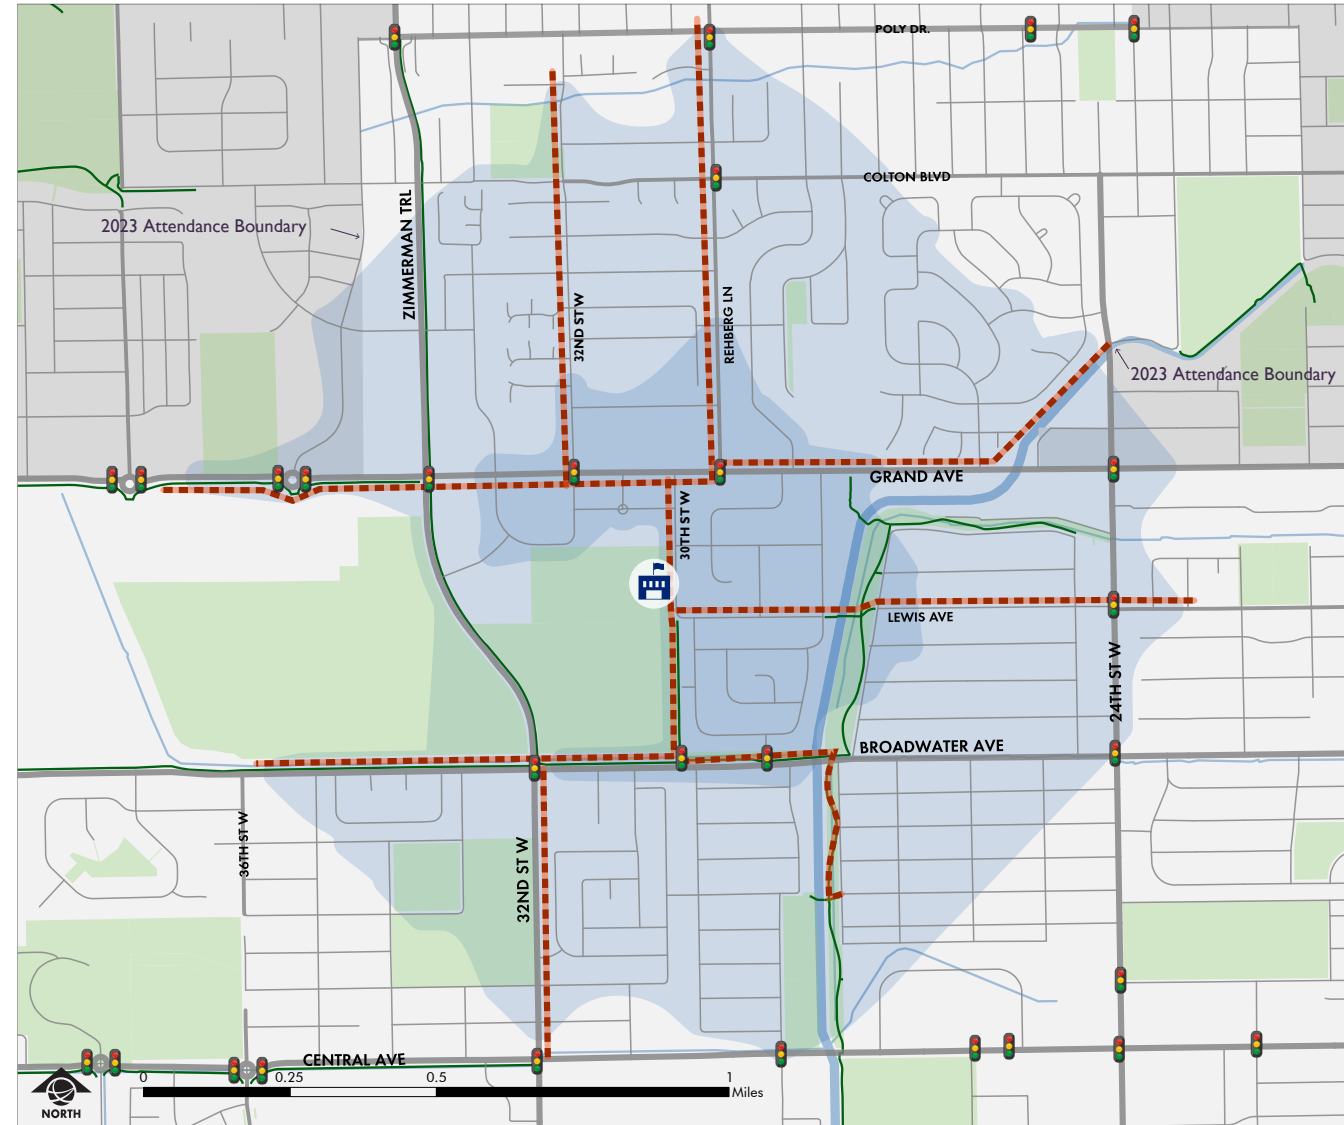 POLY DR.
COLTON BLVD
2023 Attendance Boundary
ZIMMERMAN TRL
32ND ST W
REHBERG LN
2023 Attendance Boundary
GRAND AVE
30TH ST W
LEWIS AVE
24TH ST W
BROADWATER AVE
36TH ST W
32ND ST W
CENTRAL AVE
0 0.25 0.5 1
Miles
NORTH